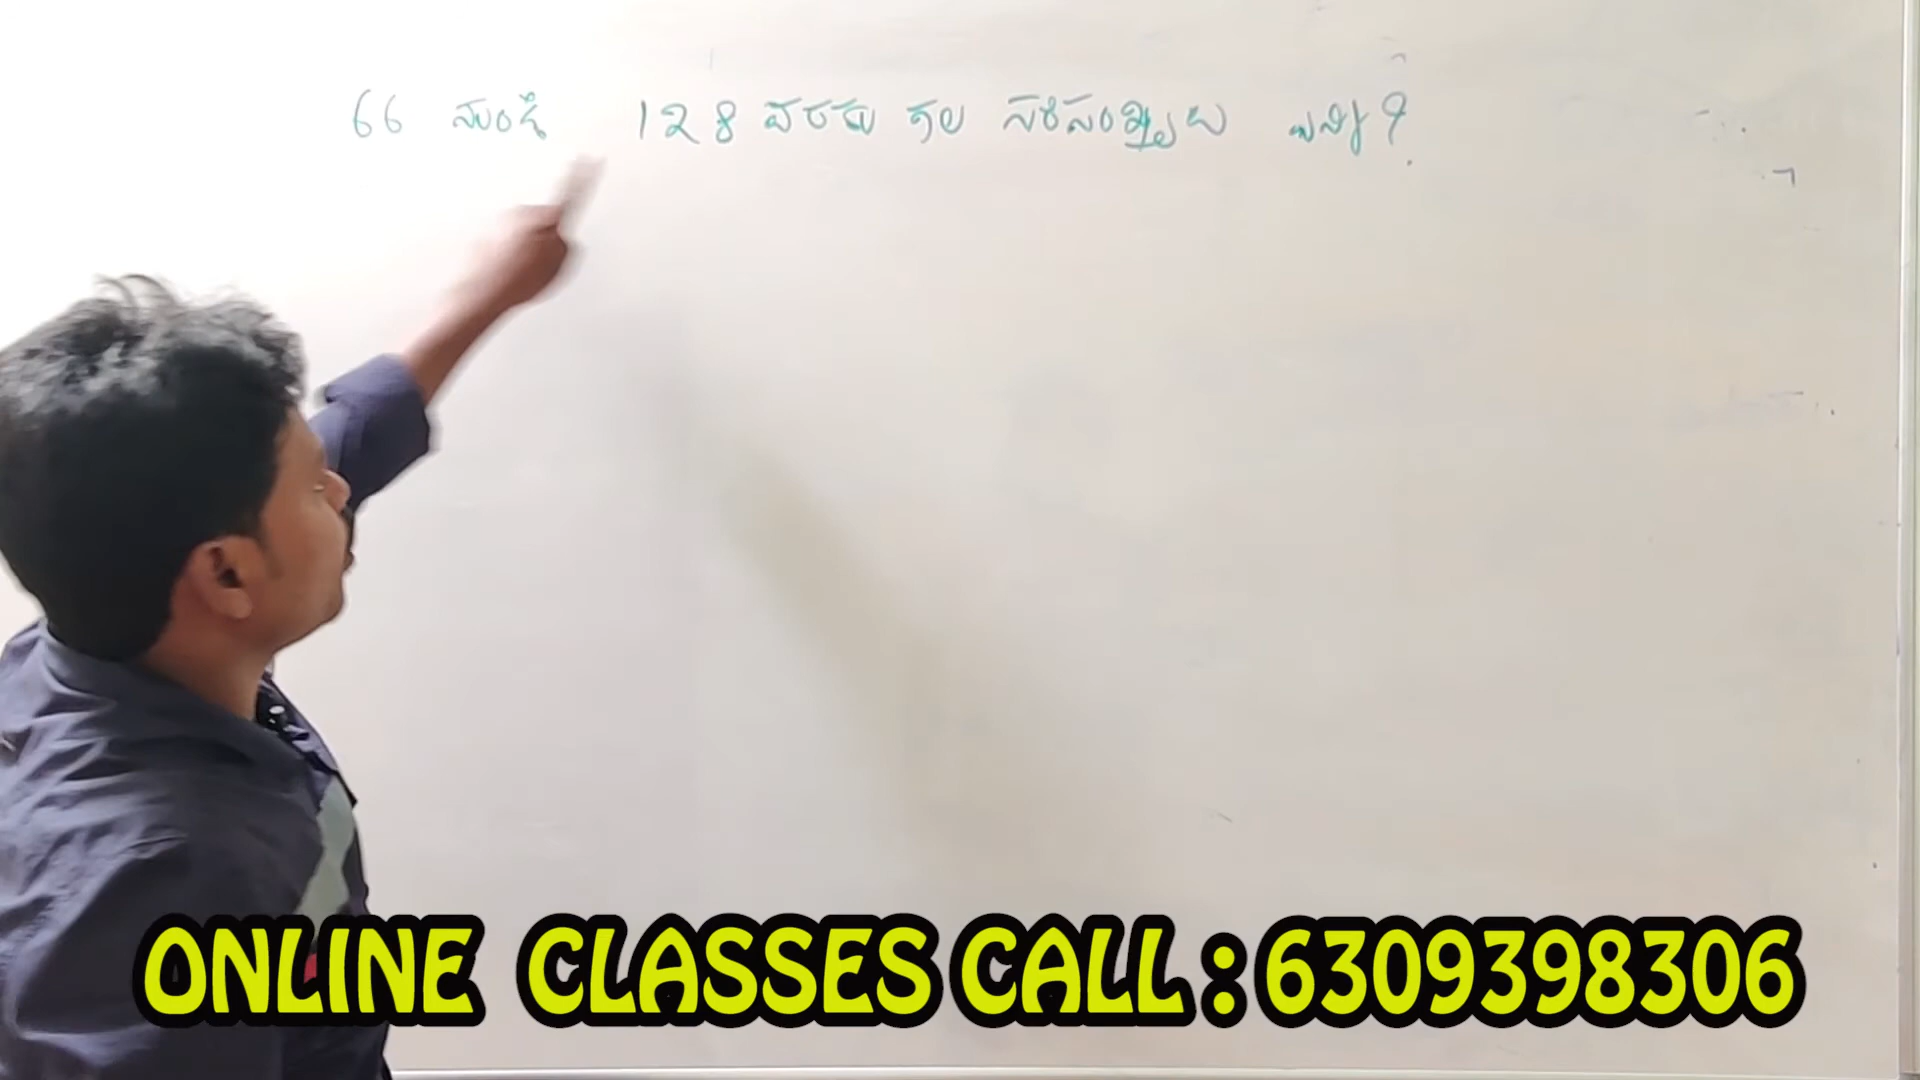 66 నుండి 128 వరకు గల సరిసంఖ్యలు ఎన్ని?
ONLINE CLASSES CALL : 6309398306